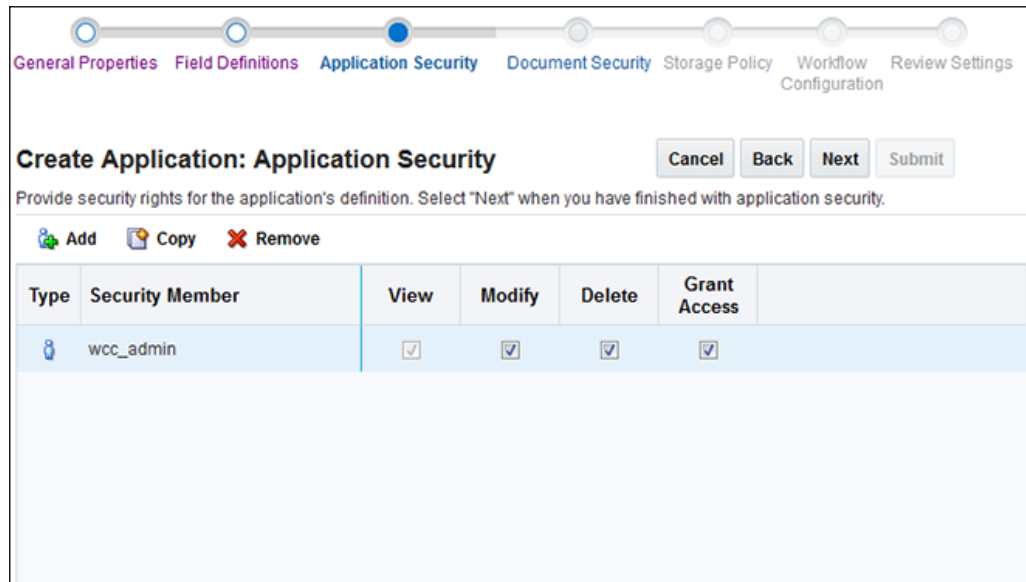 General Properties Field Definitions Application Security Document Security Storage Policy Workflow Configuration Review Settings
Create Application: Application Security Cancel Back Next Submit
Provide security rights for the application's definition. Select "Next" when you have finished with application security.
Add Copy Remove
Type Security Member View Modify Delete Grant Access
wcc_admin